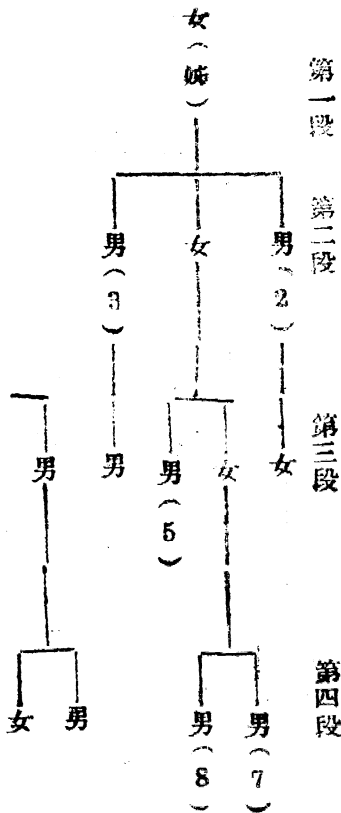 第一段
女（姊）
第二段
男（2）
女
男（3）
第三段
女
女
男（5）
男
男
第四段
男（7）
男（8）
男
女